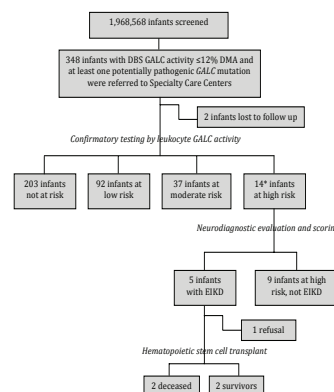 1,968,568 infants screened
348 infants with DBS GALC activity ≤12% DMA and
at least one potentially pathogenic GALC mutation
were referred to Specialty Care Centers
2 infants lost to follow up
Confirmatory testing by leukocyte GALC activity
203 infants
not at risk
92 infants at
low risk
37 infants at
moderate risk
14* infants
at high risk
Neurodiagnostic evaluation and scorin
5 infants
with EIKD
9 infants at high
risk, not EIKD
1 refusal
Hematopoietic stem cell transplant
2 deceased
2 survivors